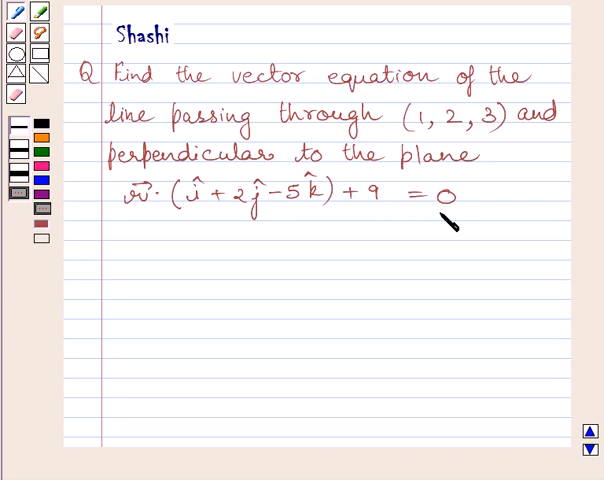 Shashi
Q Find the vector equation of the
line passing through (1, 2, 3) and
perpendicular to the plane
r⃗. (î + 2ĵ - 5k̂) + 9 = 0